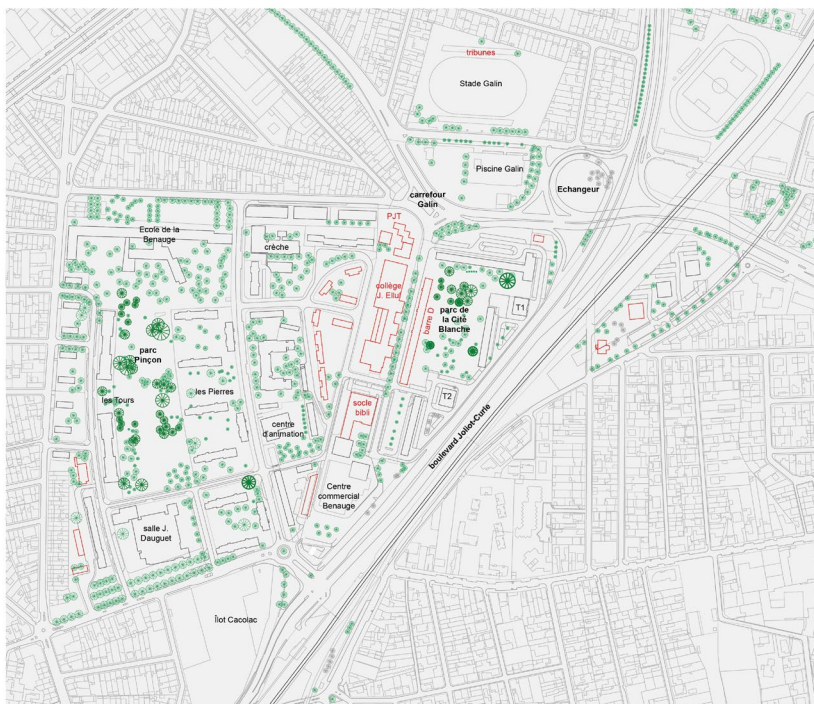 tribunes
Stade Galin
Piscine Galin
Echangeur
carrefour
Galin
PJT
Ecole de la
Benauge
crêche
collège
J. Ellul
barre D
parc de
la Cité
Blanche
T1
parc
Pinçon
les Tours
les Pierres
T2
socle
bibli
centre
d'animation
boulevard Joliot-Curie
Centre
commercial
Benauge
salle J.
Dauguet
Îlot Cacolac